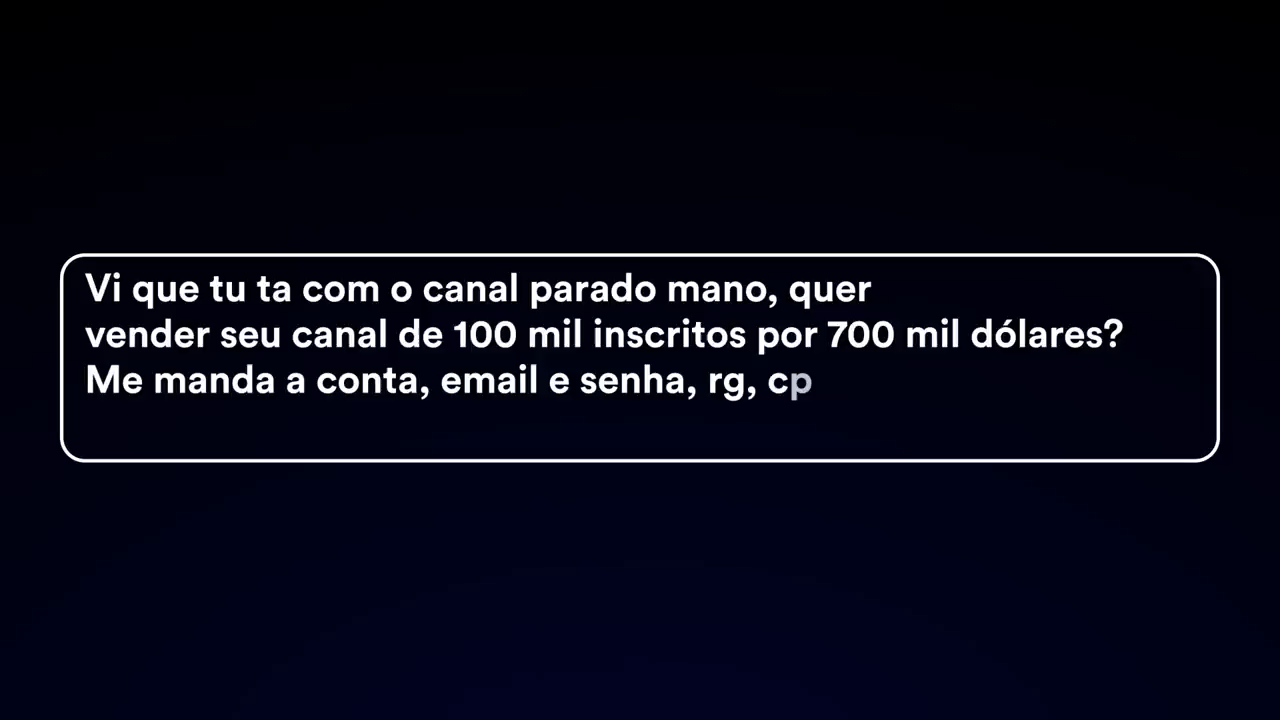 Vi que tu ta com o canal parado mano, quer
vender seu canal de 100 mil inscritos por 700 mil dólares?
Me manda a conta, email e senha, rg, cp